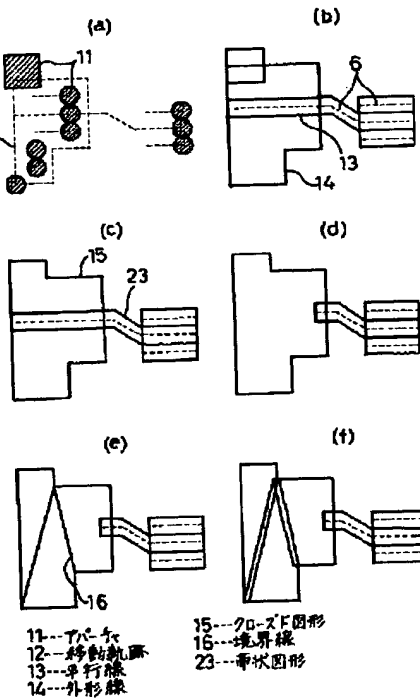 (a)
11
(b)
6
13
14
(c)
15
23
(d)
(e)
16
(f)
11---アパーチャ
12---移動軌跡
13---平行線
14---外形線
15---クローズド図形
16---境界線
23---帯状図形